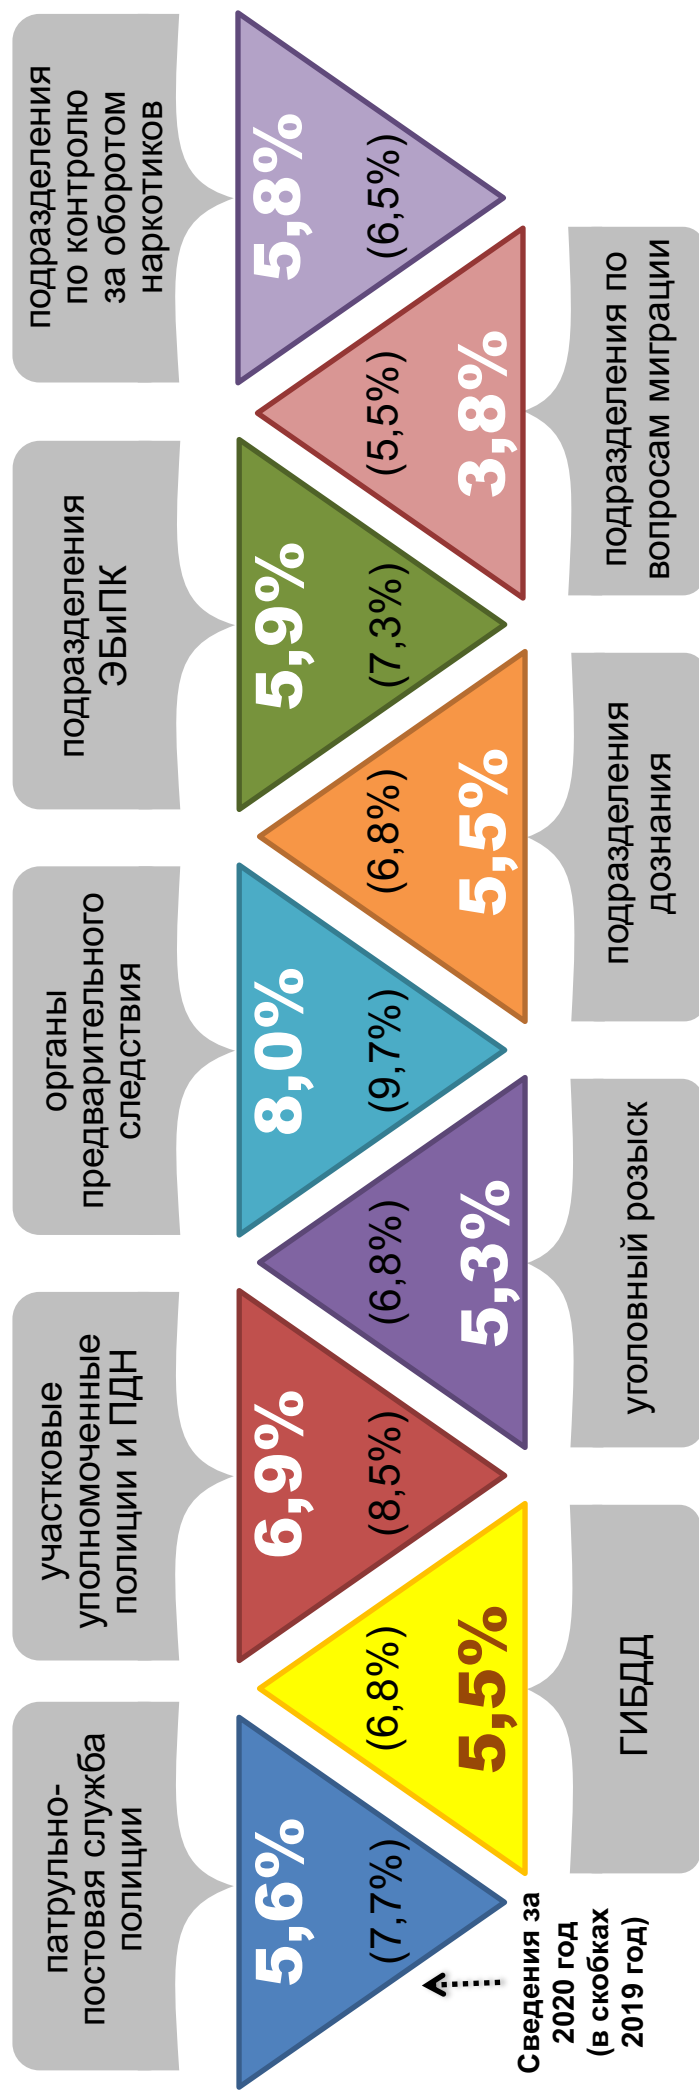 патрульно-
постовая служба
полиции
5,6%
(7,7%)
Сведения за
2020 год
(в скобках
2019 год)
(6,8%)
5,5%
ГИБДД
участковые
уполномоченные
полиции и ПДН
6,9%
(8,5%)
(6,8%)
5,3%
уголовный розыск
органы
предварительного
следствия
8,0%
(9,7%)
(6,8%)
5,5%
подразделения
дознания
подразделения
ЭБиПК
5,9%
(7,3%)
(5,5%)
3,8%
подразделения по
вопросам миграции
подразделения
по контролю
за оборотом
наркотиков
5,8%
(6,5%)